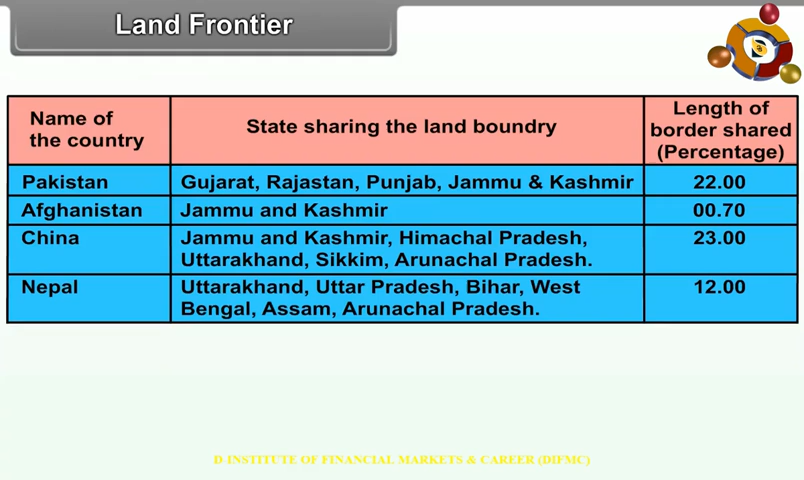 Land Frontier
Name of
the country
State sharing the land boundry
Length of
border shared
(Percentage)
Pakistan Gujarat, Rajastan, Punjab, Jammu & Kashmir 22.00
Afghanistan Jammu and Kashmir 00.70
China Jammu and Kashmir, Himachal Pradesh, 23.00
Uttarakhand, Sikkim, Arunachal Pradesh.
Nepal Uttarakhand, Uttar Pradesh, Bihar, West 12.00
Bengal, Assam, Arunachal Pradesh.
D-INSTITUTE OF FINANCIAL MARKETS & CAREER (DIFMC)